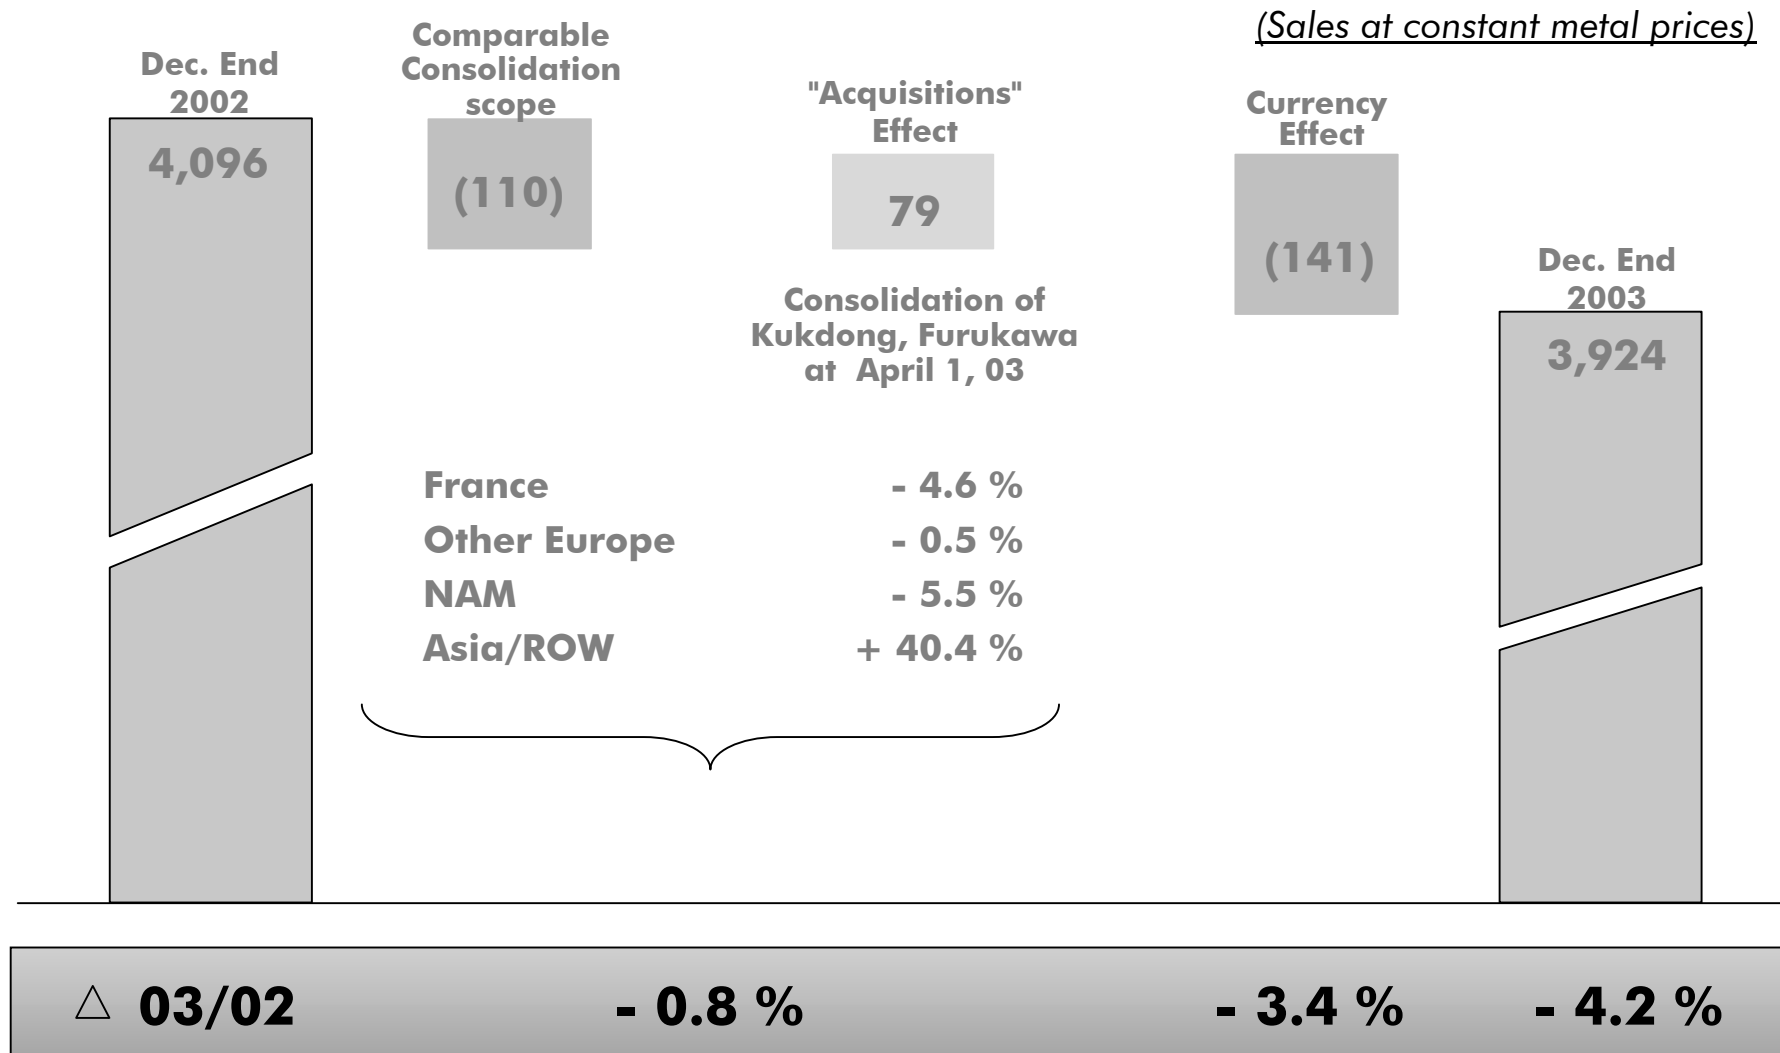 (Sales at constant metal prices)
Dec. End
2002
4,096
Comparable
Consolidation
scope
(110)
"Acquisitions"
Effect
79
Consolidation of
Kukdong, Furukawa
at April 1, 03
Currency
Effect
(141)
Dec. End
2003
3,924
France - 4.6 %
Other Europe - 0.5 %
NAM - 5.5 %
Asia/ROW + 40.4 %
△ 03/02 - 0.8 % - 3.4 % - 4.2 %